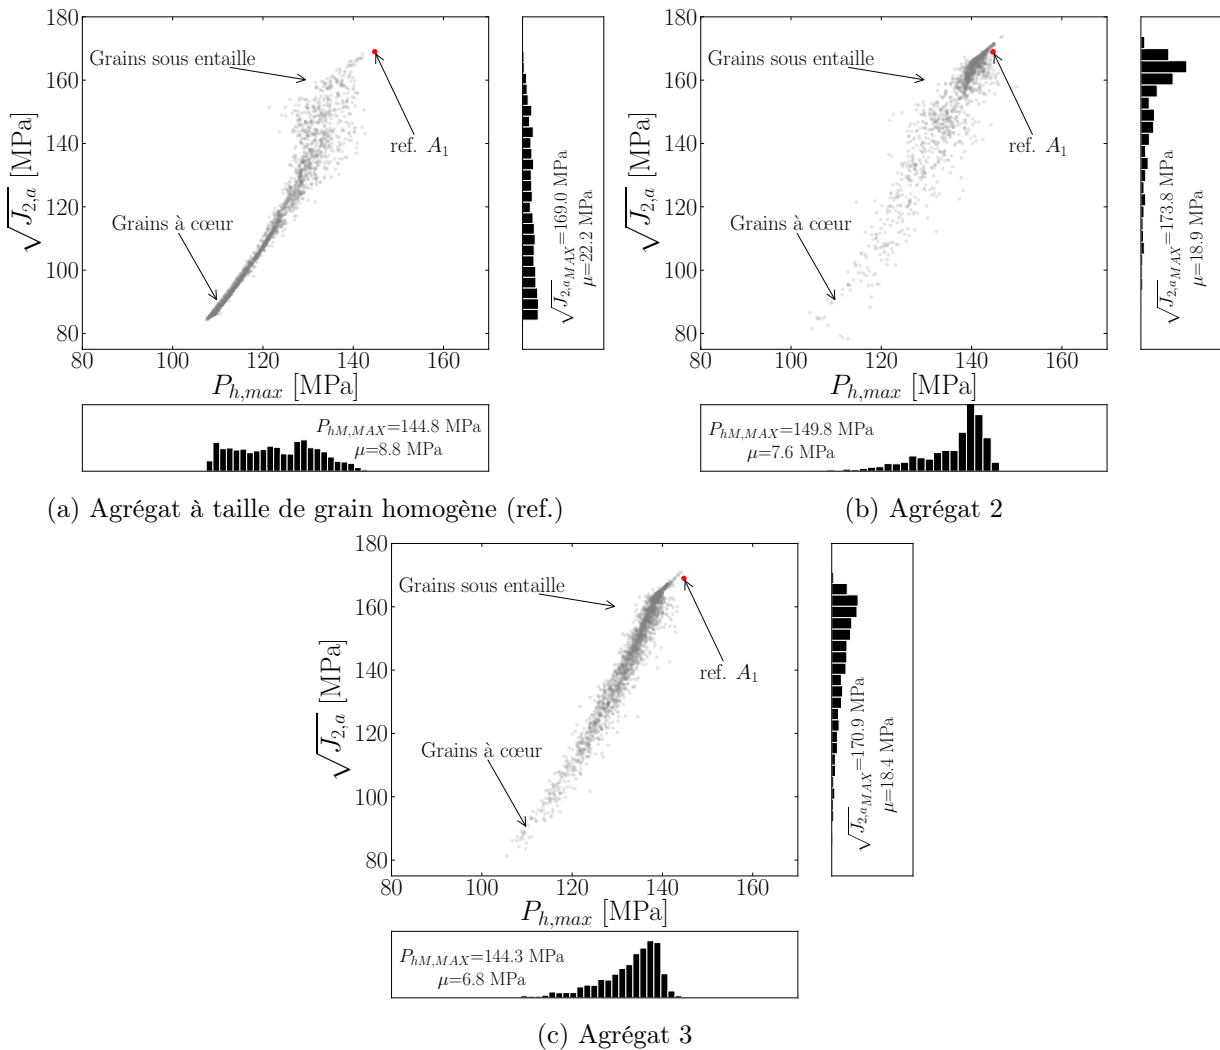 180
160
140
120
100
80
√J2,a [MPa]
Grains sous entaille
ref. A1
Grains à cœur
80 100 120 140 160
Ph,max [MPa]
√J2,aMAX=169.0 MPa
μ=22.2 MPa
PhM,MAX=144.8 MPa
μ=8.8 MPa
(a) Agrégat à taille de grain homogène (ref.)
180
160
140
120
100
80
√J2,a [MPa]
Grains sous entaille
ref. A1
Grains à cœur
80 100 120 140 160
Ph,max [MPa]
√J2,aMAX=173.8 MPa
μ=18.9 MPa
PhM,MAX=149.8 MPa
μ=7.6 MPa
(b) Agrégat 2
180
160
140
120
100
80
√J2,a [MPa]
Grains sous entaille
ref. A1
Grains à cœur
80 100 120 140 160
Ph,max [MPa]
√J2,aMAX=170.9 MPa
μ=18.4 MPa
PhM,MAX=144.3 MPa
μ=6.8 MPa
(c) Agrégat 3